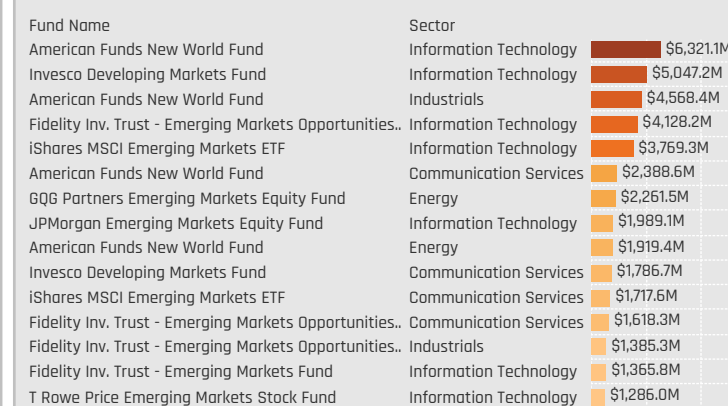 Fund Name Sector
American Funds New World Fund Information Technology $6,321.1M
Invesco Developing Markets Fund Information Technology $5,047.2M
American Funds New World Fund Industrials $4,568.4M
Fidelity Inv. Trust - Emerging Markets Opportunities.. Information Technology $4,128.2M
iShares MSCI Emerging Markets ETF Information Technology $3,769.3M
American Funds New World Fund Communication Services $2,388.6M
GQG Partners Emerging Markets Equity Fund Energy $2,261.5M
JPMorgan Emerging Markets Equity Fund Information Technology $1,989.1M
American Funds New World Fund Energy $1,919.4M
Invesco Developing Markets Fund Communication Services $1,786.7M
iShares MSCI Emerging Markets ETF Communication Services $1,717.6M
Fidelity Inv. Trust - Emerging Markets Opportunities.. Communication Services $1,618.3M
Fidelity Inv. Trust - Emerging Markets Opportunities.. Industrials $1,385.3M
Fidelity Inv. Trust - Emerging Markets Fund Information Technology $1,365.8M
T Rowe Price Emerging Markets Stock Fund Information Technology $1,286.0M